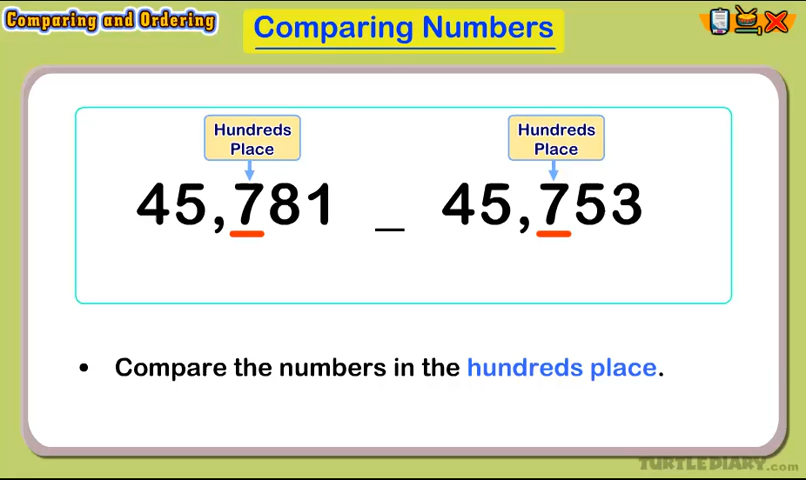 Comparing and Ordering
Comparing Numbers
Hundreds Place
Hundreds Place
45,781 _ 45,753
• Compare the numbers in the hundreds place.
TURTLEDIARY.com